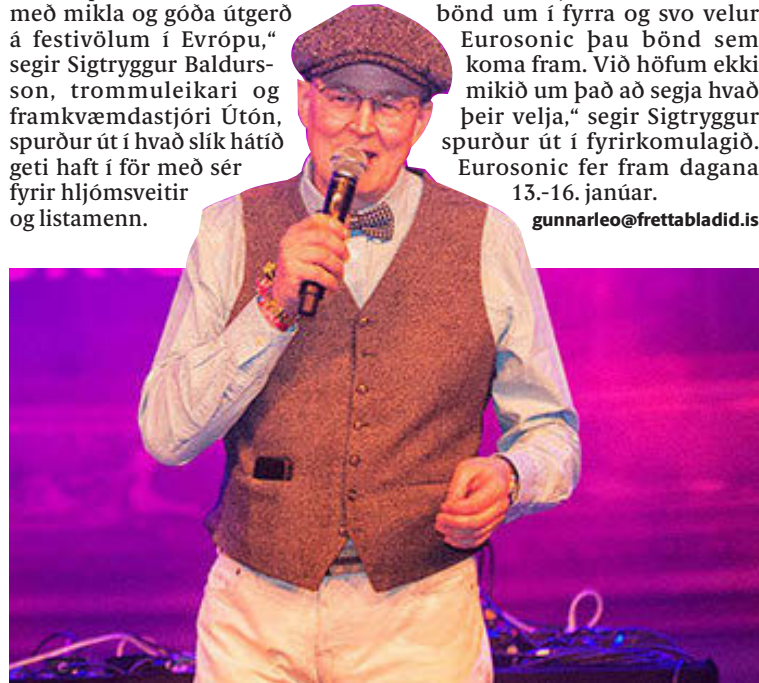 með mikla og góða útgerð
á festivölum í Evrópu,“
segir Sigtryggur Baldurs-
son, trommuleikari og
framkvæmdastjóri Útón,
spurður út í hvað slík hátíð
geti haft í för með sér
fyrir hljómsveitir
og listamenn.
bönd um í fyrra og svo velur
Eurosonic þau bönd sem
koma fram. Við höfum ekki
mikið um það að segja hvað
þeir velja,“ segir Sigtryggur
spurður út í fyrirkomulagið.
Eurosonic fer fram dagana
13.-16. janúar.
gunnarleo@frettabladid.is